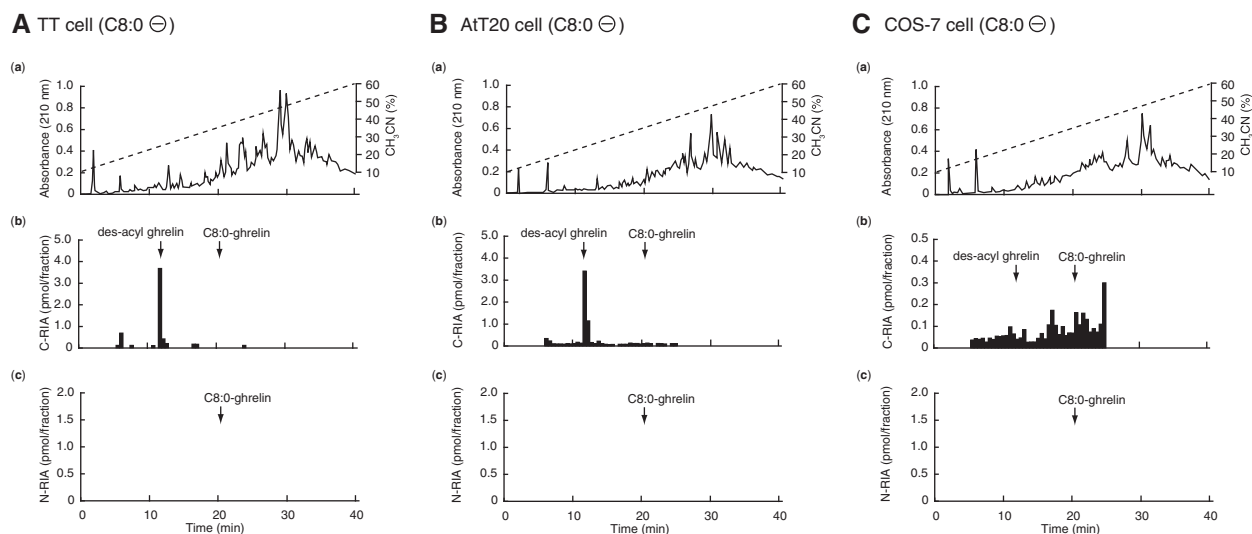 A TT cell (C8:0 ⊖)
(a)
Absorbance (210 nm)
1.0
0.8
0.6
0.4
0.2
0
60
50
40
30
20
10
CH3CN (%)
(b)
C-RIA (pmol/fraction)
5.0
4.0
3.0
2.0
1.0
0
des-acyl ghrelin
C8:0-ghrelin
(c)
N-RIA (pmol/fraction)
2.0
1.5
1.0
0.5
0
C8:0-ghrelin
0 10 20 30 40
Time (min)
B AtT20 cell (C8:0 ⊖)
(a)
Absorbance (210 nm)
1.0
0.8
0.6
0.4
0.2
0
60
50
40
30
20
10
CH3CN (%)
(b)
C-RIA (pmol/fraction)
5.0
4.0
3.0
2.0
1.0
0
des-acyl ghrelin
C8:0-ghrelin
(c)
N-RIA (pmol/fraction)
2.0
1.5
1.0
0.5
0
C8:0-ghrelin
0 10 20 30 40
Time (min)
C COS-7 cell (C8:0 ⊖)
(a)
Absorbance (210 nm)
1.0
0.8
0.6
0.4
0.2
0
60
50
40
30
20
10
CH3CN (%)
(b)
C-RIA (pmol/fraction)
0.5
0.4
0.3
0.2
0.1
0
des-acyl ghrelin
C8:0-ghrelin
(c)
N-RIA (pmol/fraction)
2.0
1.5
1.0
0.5
0
C8:0-ghrelin
0 10 20 30 40
Time (min)